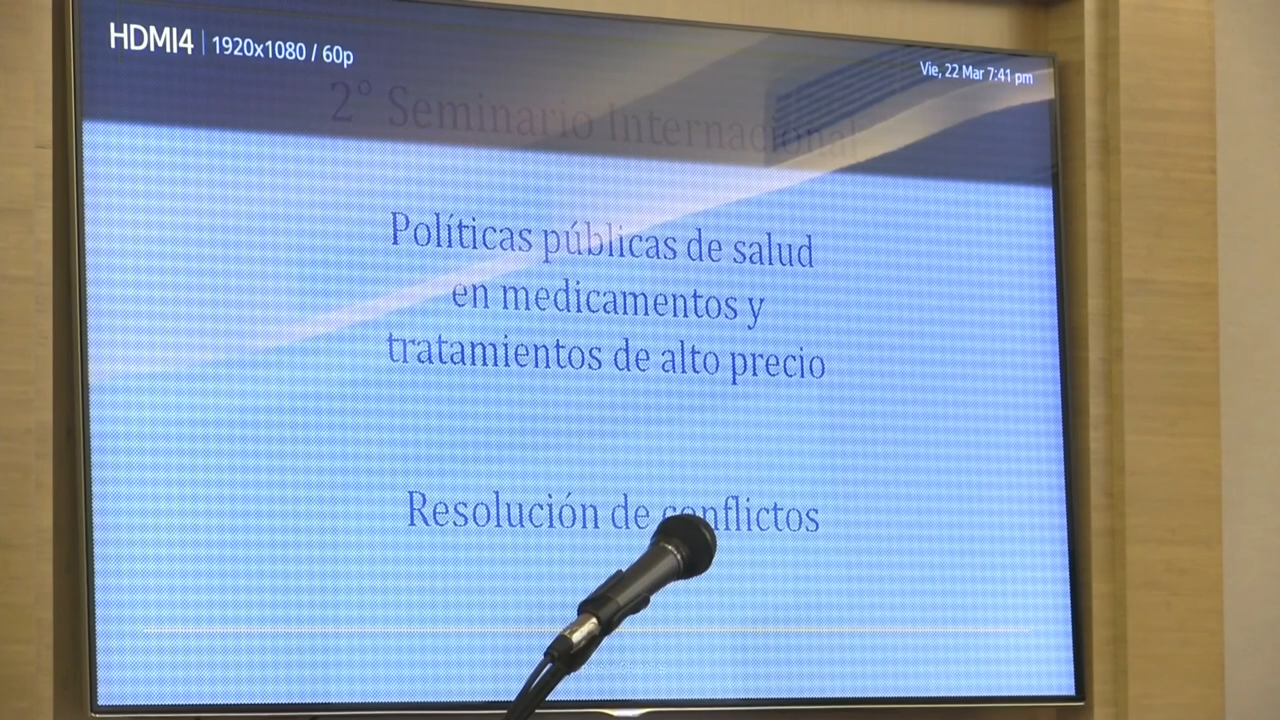 HDMI4 | 1920x1080 / 60p
Vie, 22 Mar 7:41 pm
2° Seminario Internacional
Políticas públicas de salud
en medicamentos y
tratamientos de alto precio
Resolución de conflictos